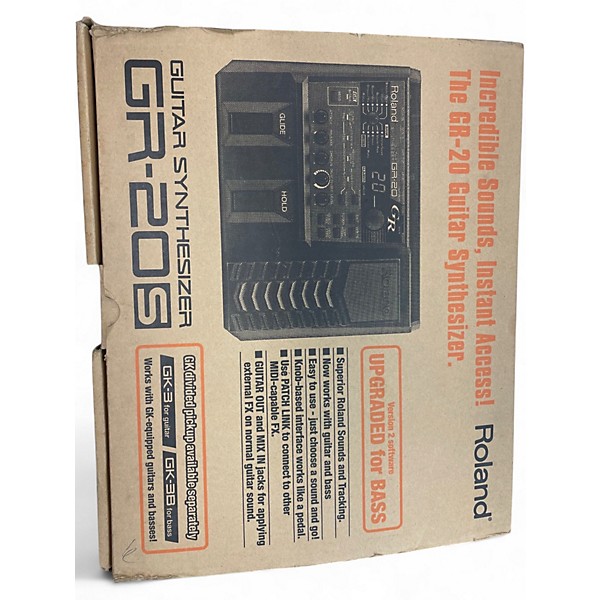 Incredible Sounds, Instant Access!
The GR-20 Guitar Synthesizer.
Roland®
Roland
GR-20
GR
20
GLIDE
HOLD
Version 2 software
UPGRADED for BASS
■ Superior Roland Sounds and Tracking.
■ Now works with guitar and bass
■ Easy to use - just choose a sound and go!
■ Knob-based interface works like a pedal.
■ Use PATCH LINK to connect to other
MIDI-capable FX.
■ GUITAR OUT and MIX IN jacks for applying
external FX on normal guitar sound.
GUITAR SYNTHESIZER
GR-20S
GK divided pickup available separately
GK-3 for guitar / GK-3B for bass
Works with GK-equipped guitars and basses!